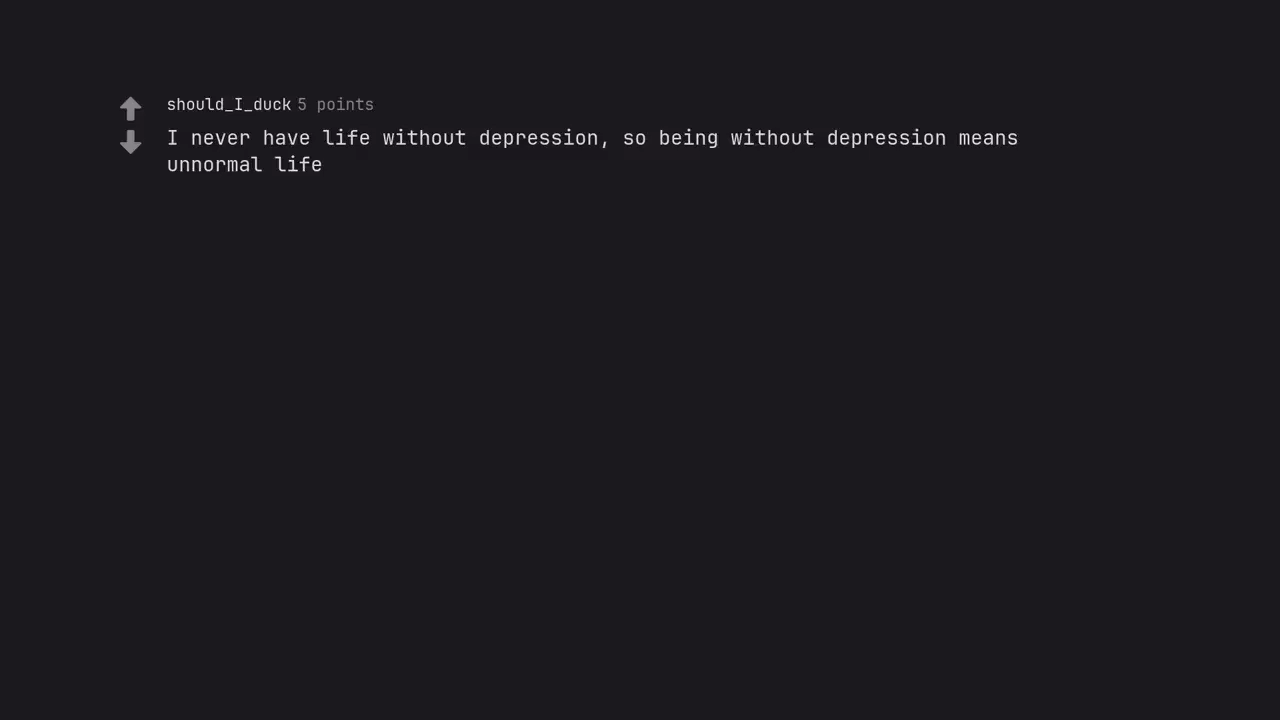 should_I_duck 5 points
I never have life without depression, so being without depression means
unnormal life